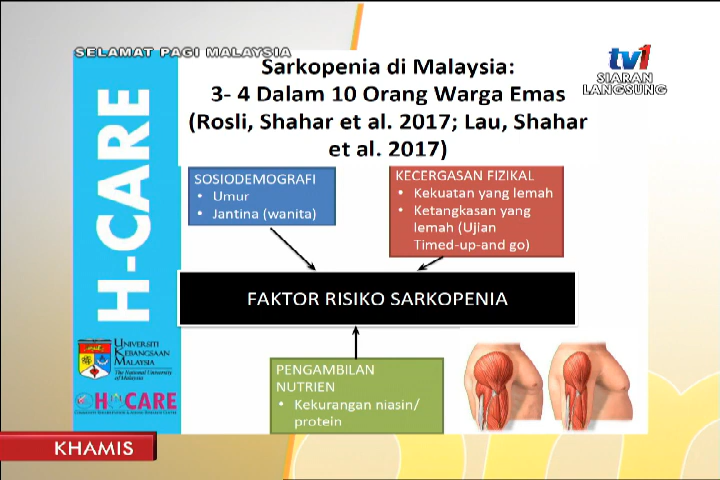 SELAMAT PAGI MALAYSIA
tv1
SIARAN
LANGSUNG
Sarkopenia di Malaysia:
3- 4 Dalam 10 Orang Warga Emas
(Rosli, Shahar et al. 2017; Lau, Shahar
et al. 2017)
H-CARE
SOSIODEMOGRAFI
• Umur
• Jantina (wanita)
KECERGASAN FIZIKAL
• Kekuatan yang lemah
• Ketangkasan yang
lemah (Ujian
Timed-up-and go)
FAKTOR RISIKO SARKOPENIA
PENGAMBILAN
NUTRIEN
• Kekurangan niasin/
protein
UNIVERSITI
KEBANGSAAN
MALAYSIA
The National University
of Malaysia
H CARE
KHAMIS